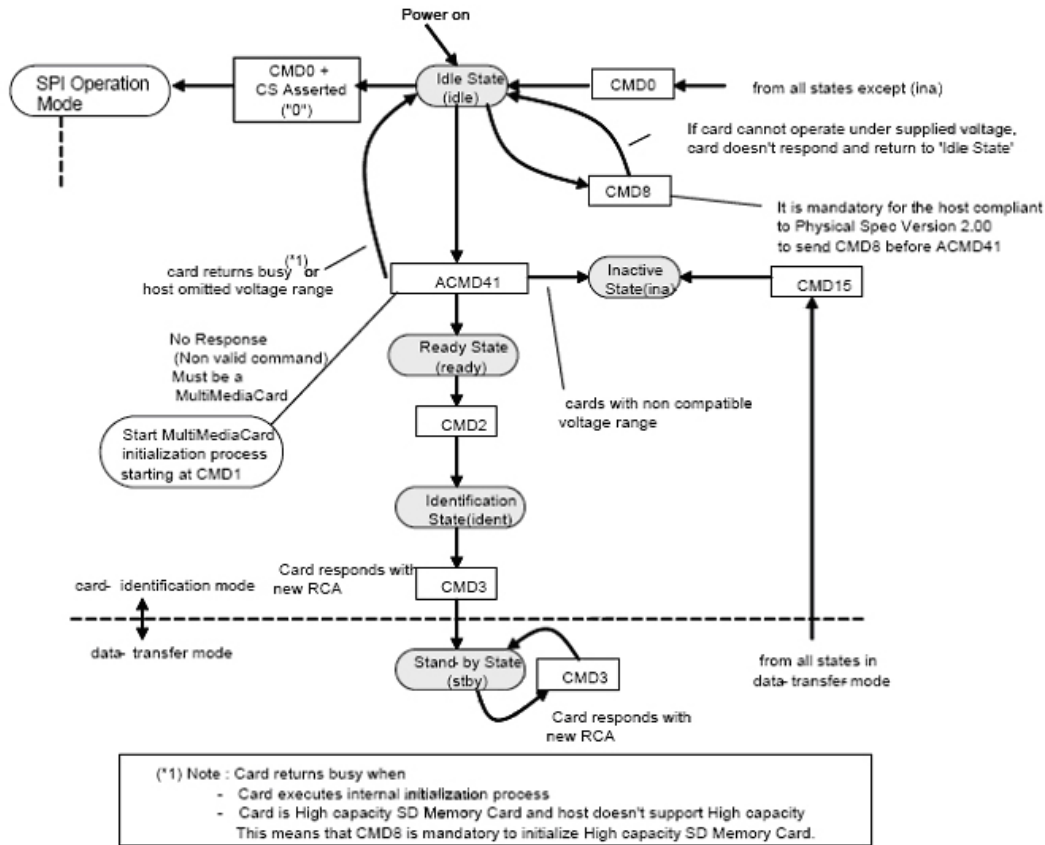 Power on
SPI Operation
Mode
CMD0 +
CS Asserted
("0")
Idle State
(idle)
CMD0
from all states except (ina)
If card cannot operate under supplied voltage,
card doesn't respond and return to 'Idle State'
CMD8
It is mandatory for the host compliant
to Physical Spec Version 2.00
to send CMD8 before ACMD41
(*1)
card returns busy or
host omitted voltage range
ACMD41
Inactive
State(ina)
CMD15
No Response
(Non valid command)
Must be a
MultiMediaCard
Ready State
(ready)
cards with non compatible
voltage range
CMD2
Start MultiMediaCard
initialization process
starting at CMD1
Identification
State(ident)
Card responds with
new RCA
CMD3
card- identification mode
data- transfer mode
Stand- by State
(stby)
CMD3
from all states in
data- transfer mode
Card responds with
new RCA
(*1) Note : Card returns busy when
- Card executes internal initialization process
- Card is High capacity SD Memory Card and host doesn't support High capacity
This means that CMD8 is mandatory to initialize High capacity SD Memory Card.